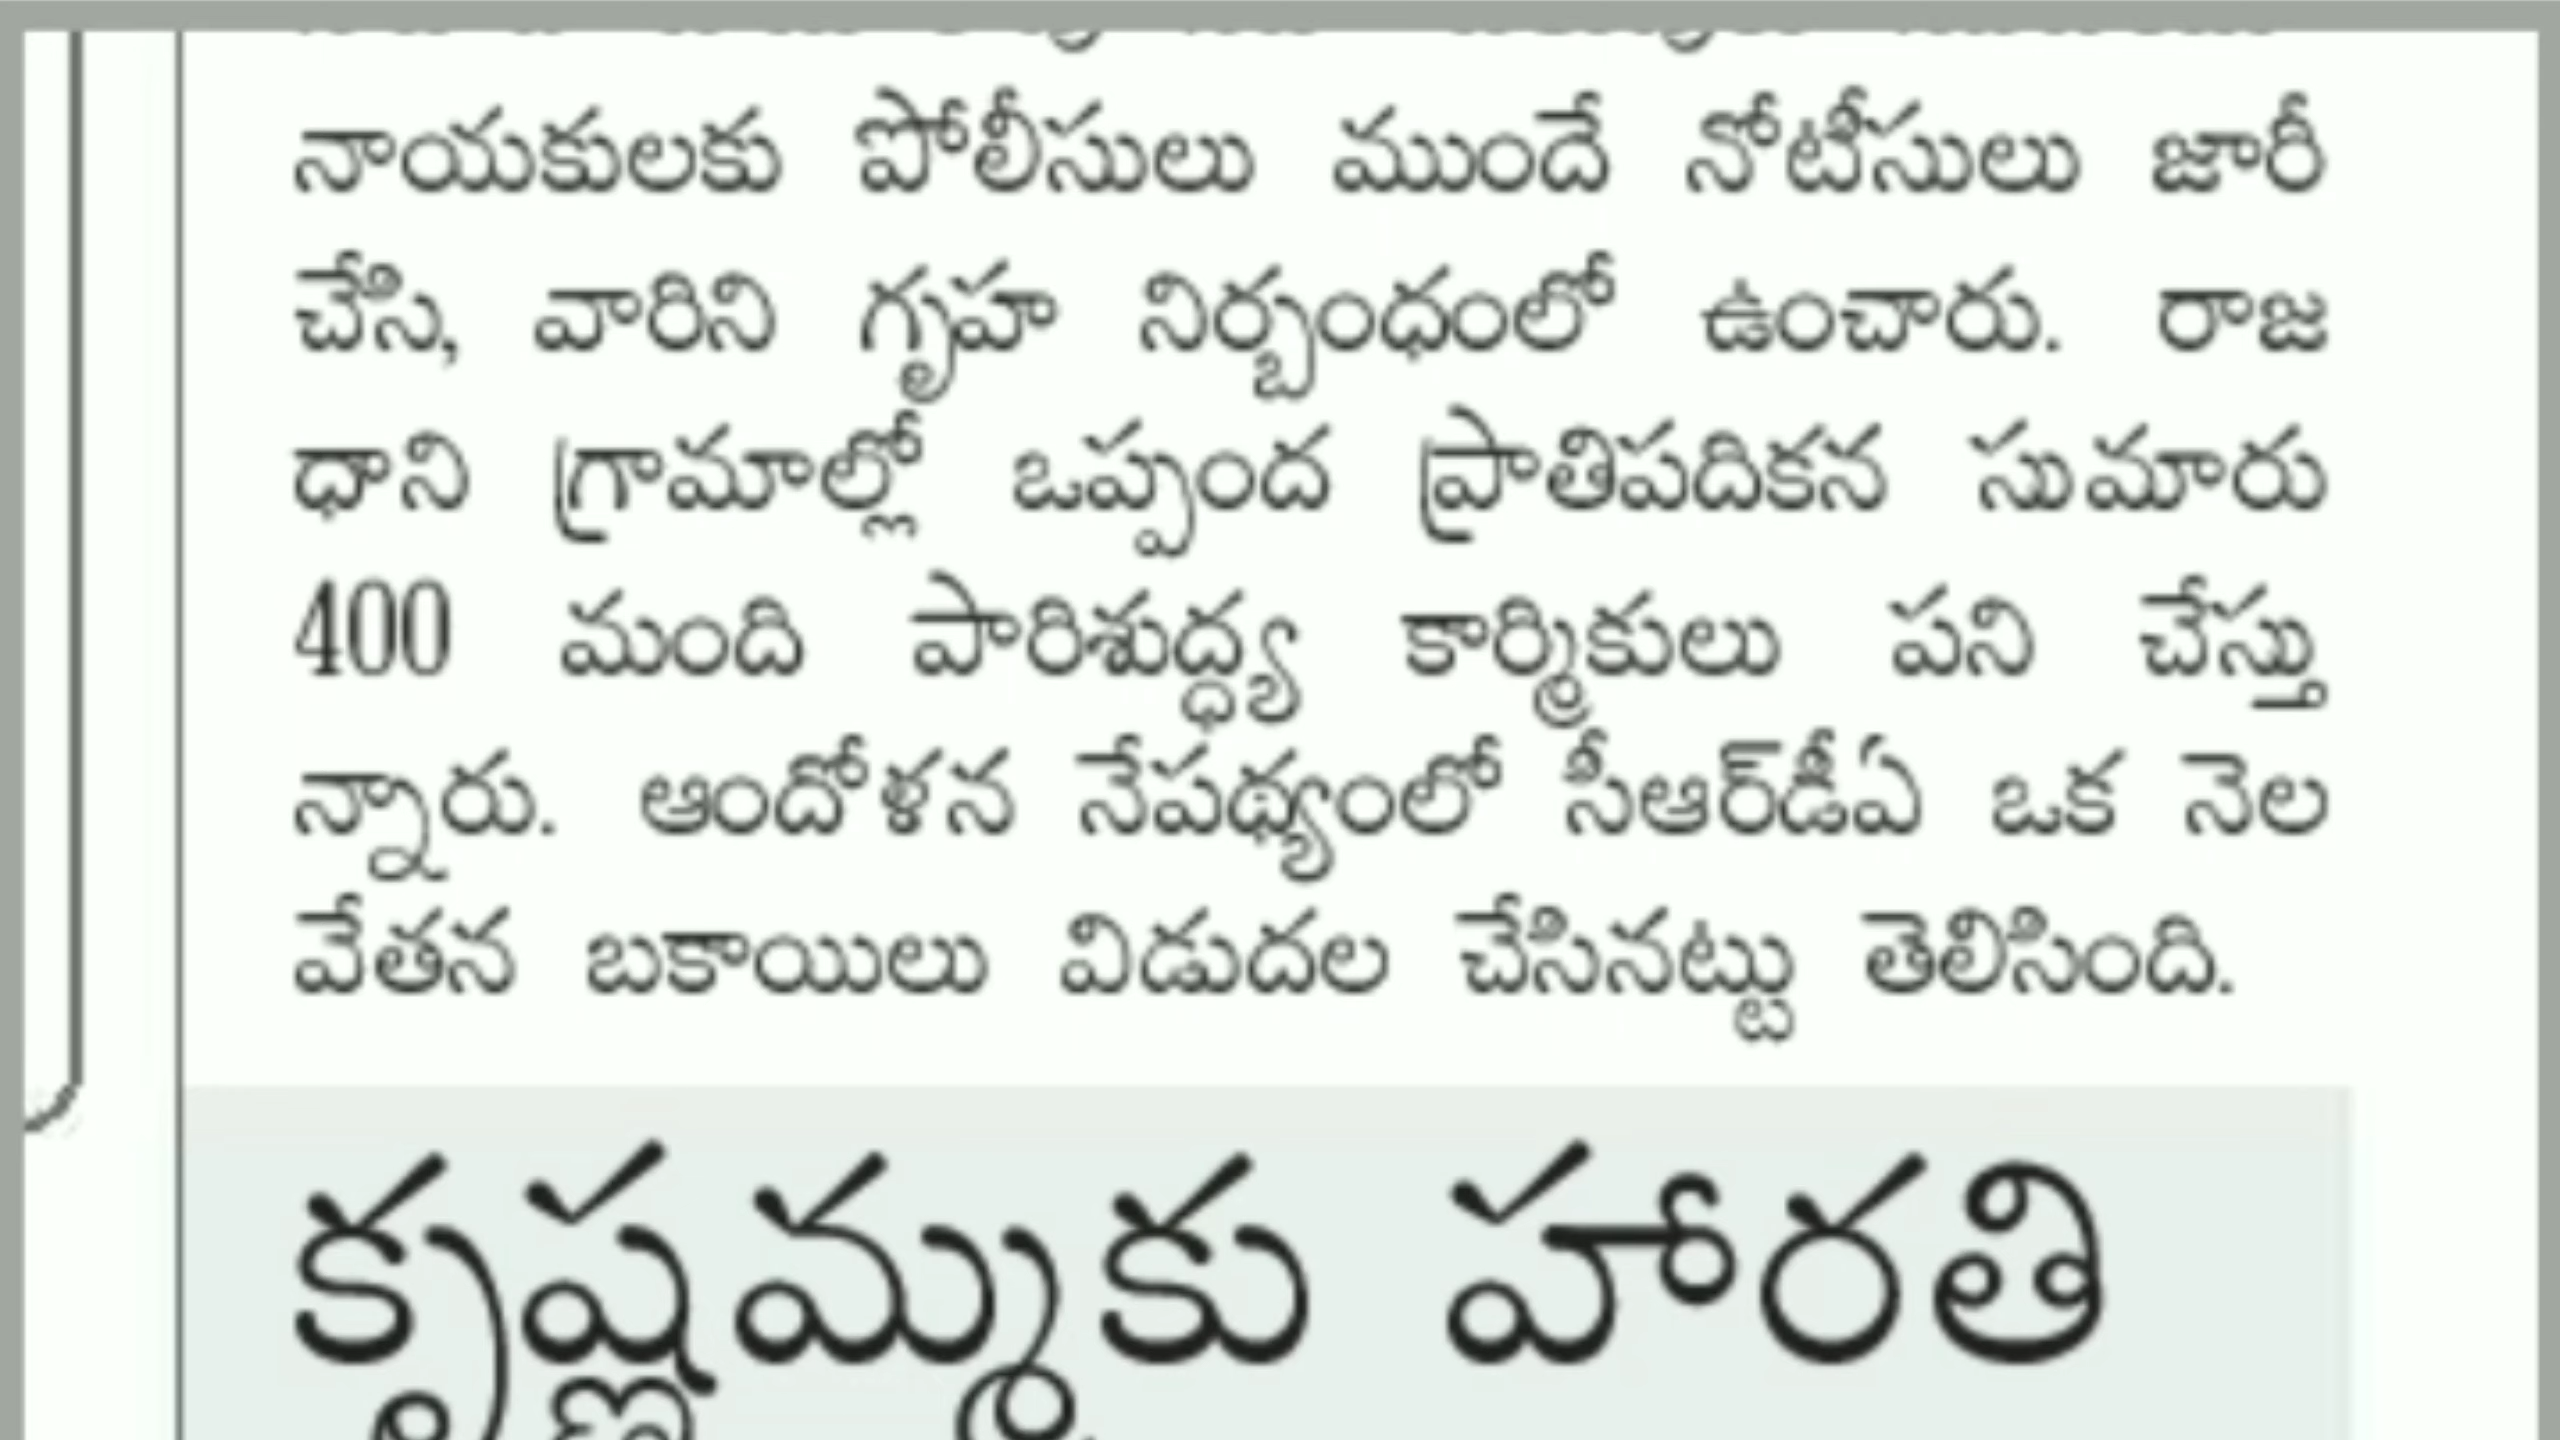 నాయకులకు పోలీసులు ముందే నోటీసులు జారీ
చేసి, వారిని గృహ నిర్బంధంలో ఉంచారు. రాజ
ధాని గ్రామాల్లో ఒప్పంద ప్రాతిపదికన సుమారు
400 మంది పారిశుద్ధ్య కార్మికులు పని చేస్తు
న్నారు. ఆందోళన నేపథ్యంలో సీఆర్‌డీఏ ఒక నెల
వేతన బకాయిలు విడుదల చేసినట్టు తెలిసింది.
కృష్ణమ్మకు హారతి